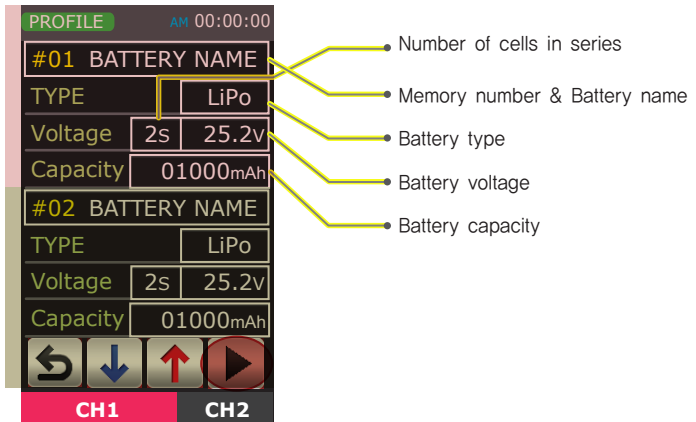 PROFILE AM 00:00:00
#01 BATTERY NAME
TYPE LiPo
Voltage 2s 25.2v
Capacity 01000mAh
#02 BATTERY NAME
TYPE LiPo
Voltage 2s 25.2v
Capacity 01000mAh
CH1 CH2
Number of cells in series
Memory number & Battery name
Battery type
Battery voltage
Battery capacity